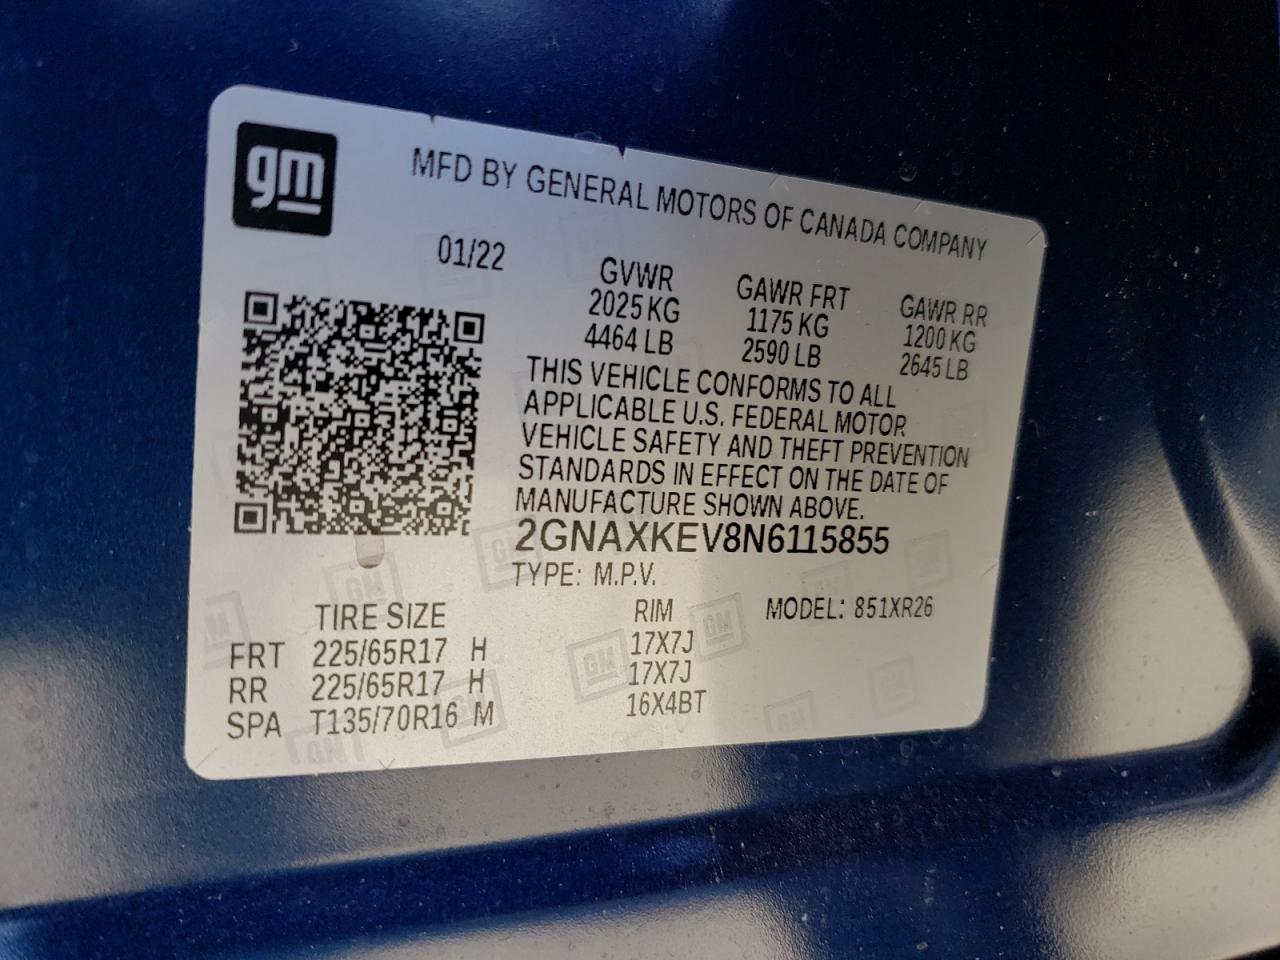 gm
MFD BY GENERAL MOTORS OF CANADA COMPANY
01/22
GVWR GAWR FRT GAWR RR
2025 KG 1175 KG 1200 KG
4464 LB 2590 LB 2645 LB
THIS VEHICLE CONFORMS TO ALL
APPLICABLE U.S. FEDERAL MOTOR
VEHICLE SAFETY AND THEFT PREVENTION
STANDARDS IN EFFECT ON THE DATE OF
MANUFACTURE SHOWN ABOVE.
2GNAXKEV8N6115855
TYPE: M.P.V. MODEL: 851XR26
TIRE SIZE RIM
FRT 225/65R17 H 17X7J
RR 225/65R17 H 17X7J
SPA T135/70R16 M 16X4BT